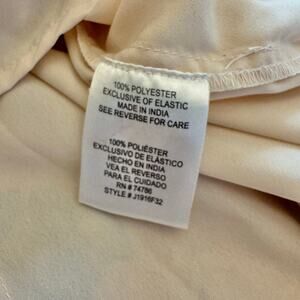 100% POLYESTER
EXCLUSIVE OF ELASTIC
MADE IN INDIA
SEE REVERSE FOR CARE
100% POLIÉSTER
EXCLUSIVO DE ELÁSTICO
HECHO EN INDIA
VEA EL REVERSO
PARA EL CUIDADO
RN # 74786
STYLE # J1916F32